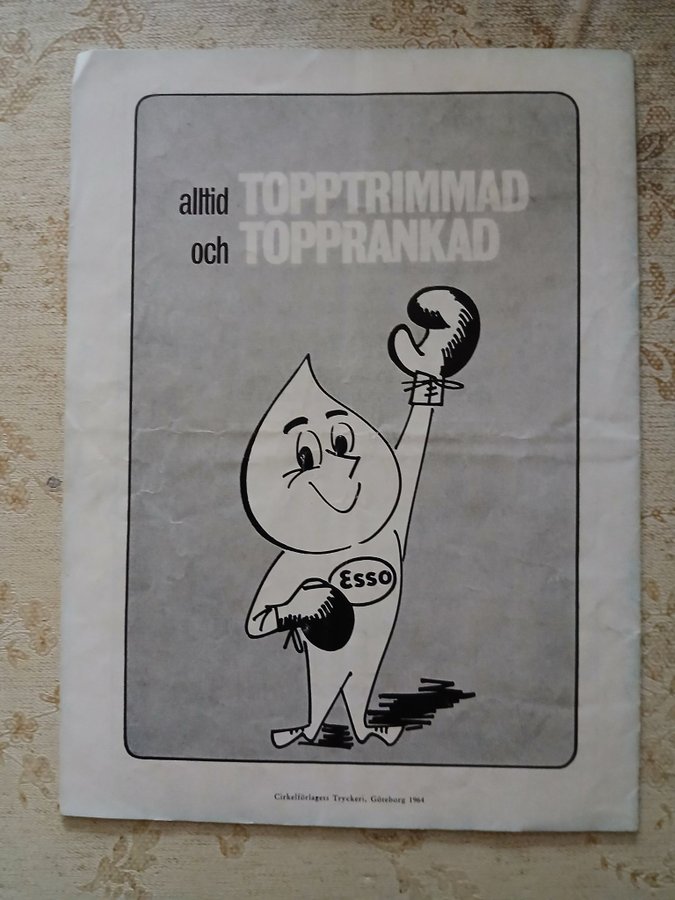 alltid TOPPTRIMMAD
och TOPPRANKAD
Esso
Cirkelförlagets Tryckeri, Göteborg 1964